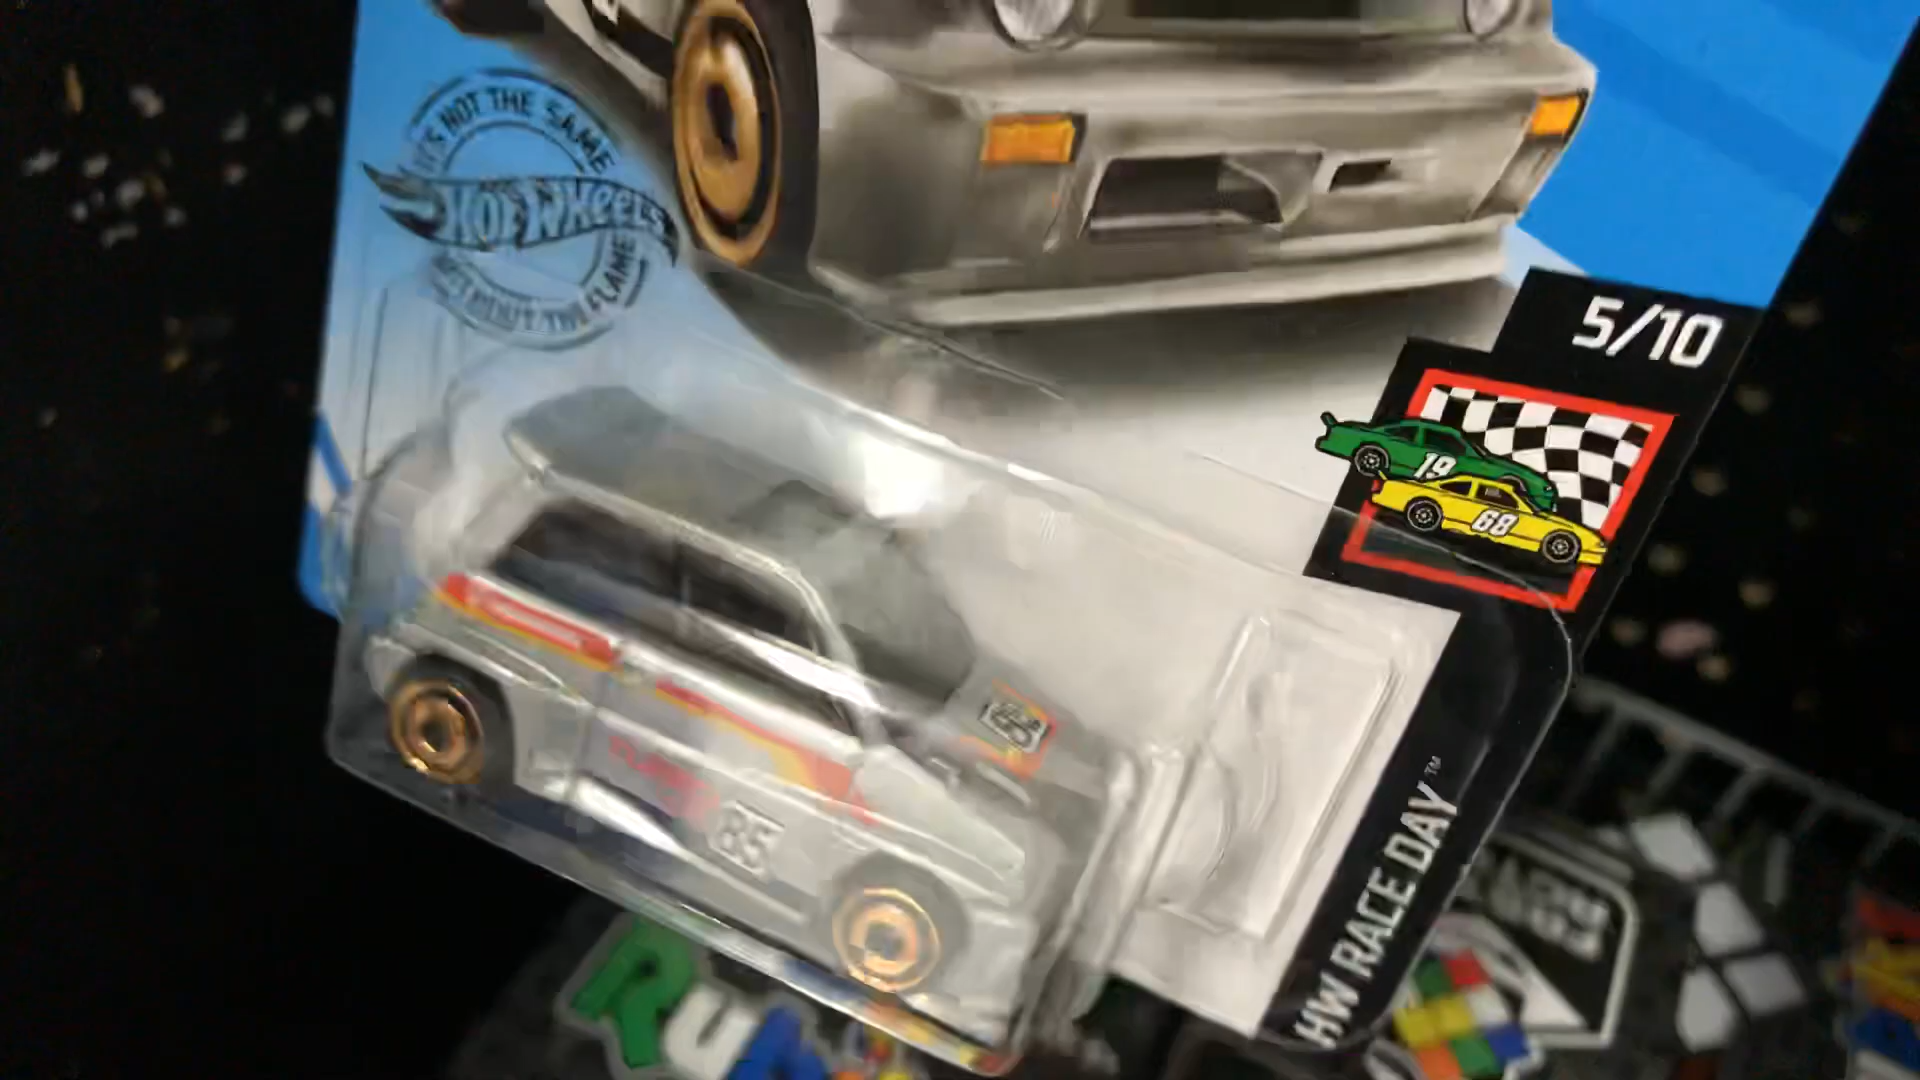 IT'S NOT THE SAME
Hot Wheels
WITHOUT THE FLAME
5/10
19
68
85
HW RACE DAY™